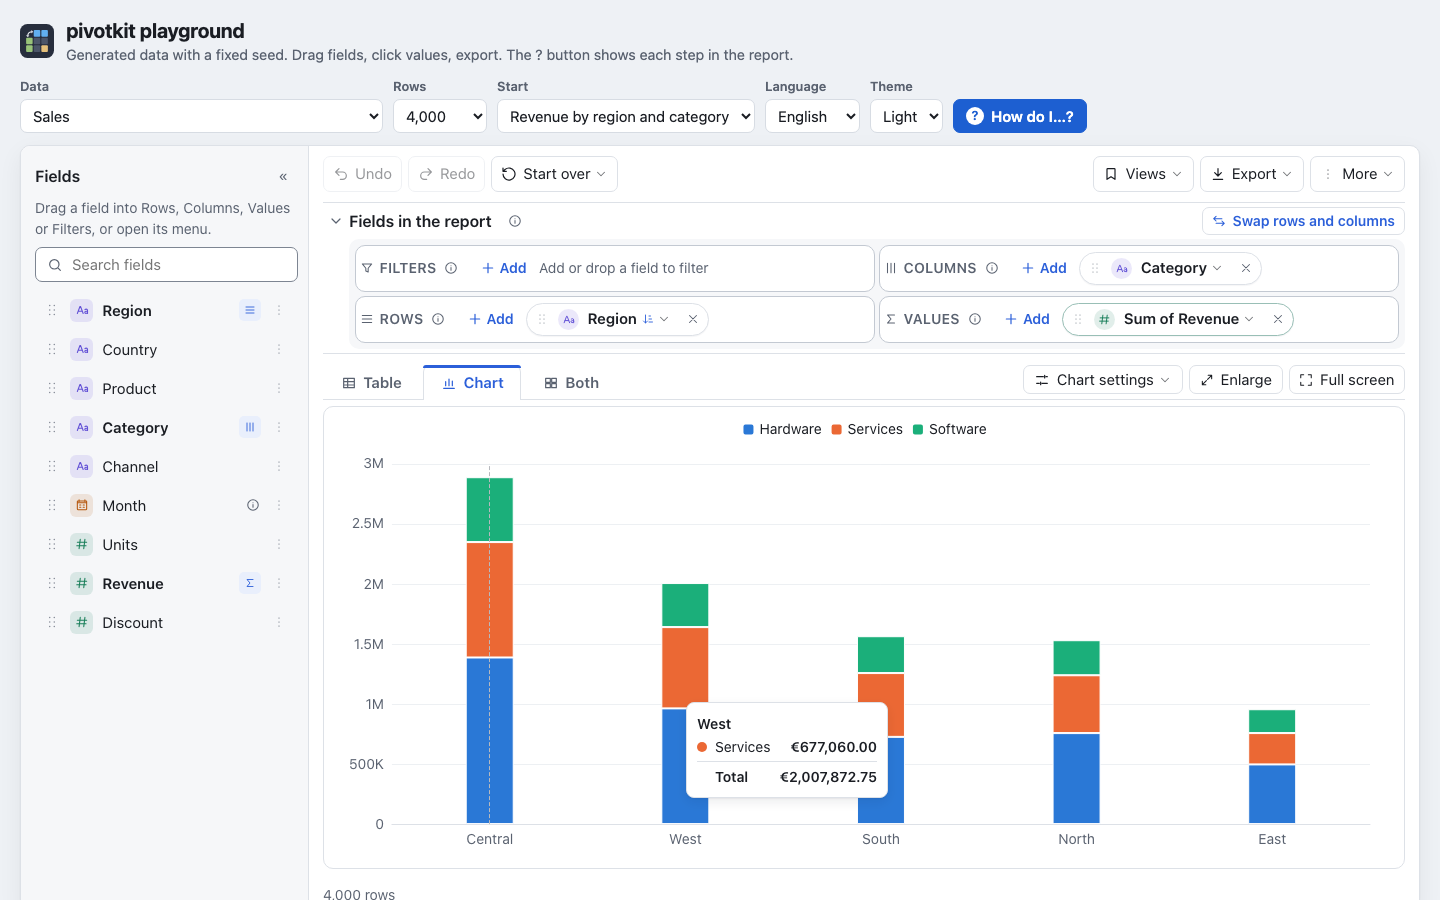 pivotkit playground
Generated data with a fixed seed. Drag fields, click values, export. The ? button shows each step in the report.
Data
Rows
Start
Language
Theme
Sales
4,000
Revenue by region and category
English
Light
? How do I...?
Fields
«
Drag a field into Rows, Columns, Values
or Filters, or open its menu.
Search fields
Aa Region
Aa Country
Aa Product
Aa Category
Aa Channel
Month
# Units
# Revenue Σ
# Discount
Undo
Redo
Start over
Views
Export
More
Fields in the report
Swap rows and columns
FILTERS
+ Add
Add or drop a field to filter
COLUMNS
+ Add
Aa Category
ROWS
+ Add
Aa Region
Σ VALUES
+ Add
# Sum of Revenue
Table
Chart
Both
Chart settings
Enlarge
Full screen
Hardware
Services
Software
3M
2.5M
2M
1.5M
1M
500K
0
West
Services €677,060.00
Total €2,007,872.75
Central
West
South
North
East
4,000 rows